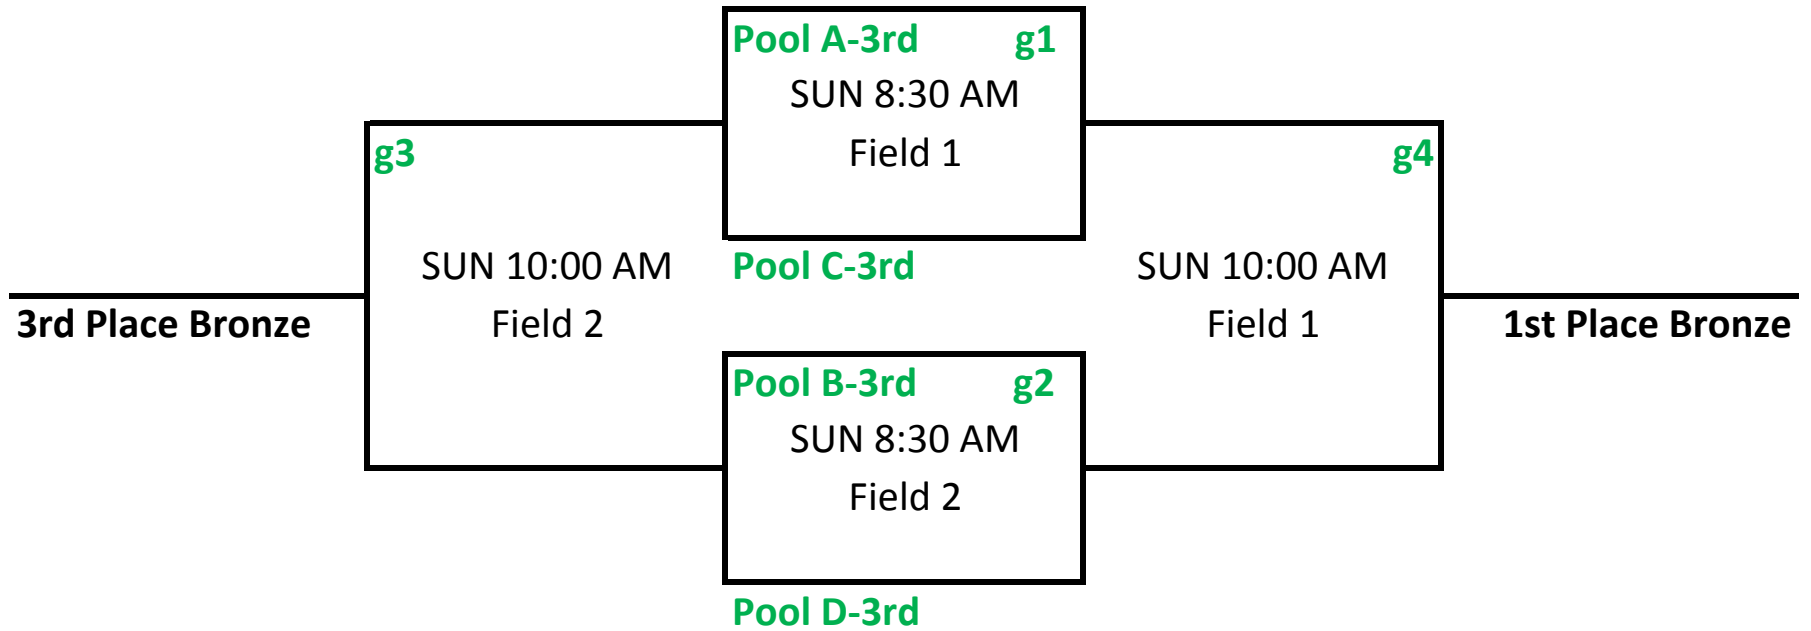 Pool A-3rd g1
SUN 8:30 AM
Field 1
g3
g4
SUN 10:00 AM
Field 2
Pool C-3rd
SUN 10:00 AM
Field 1
3rd Place Bronze
1st Place Bronze
Pool B-3rd g2
SUN 8:30 AM
Field 2
Pool D-3rd